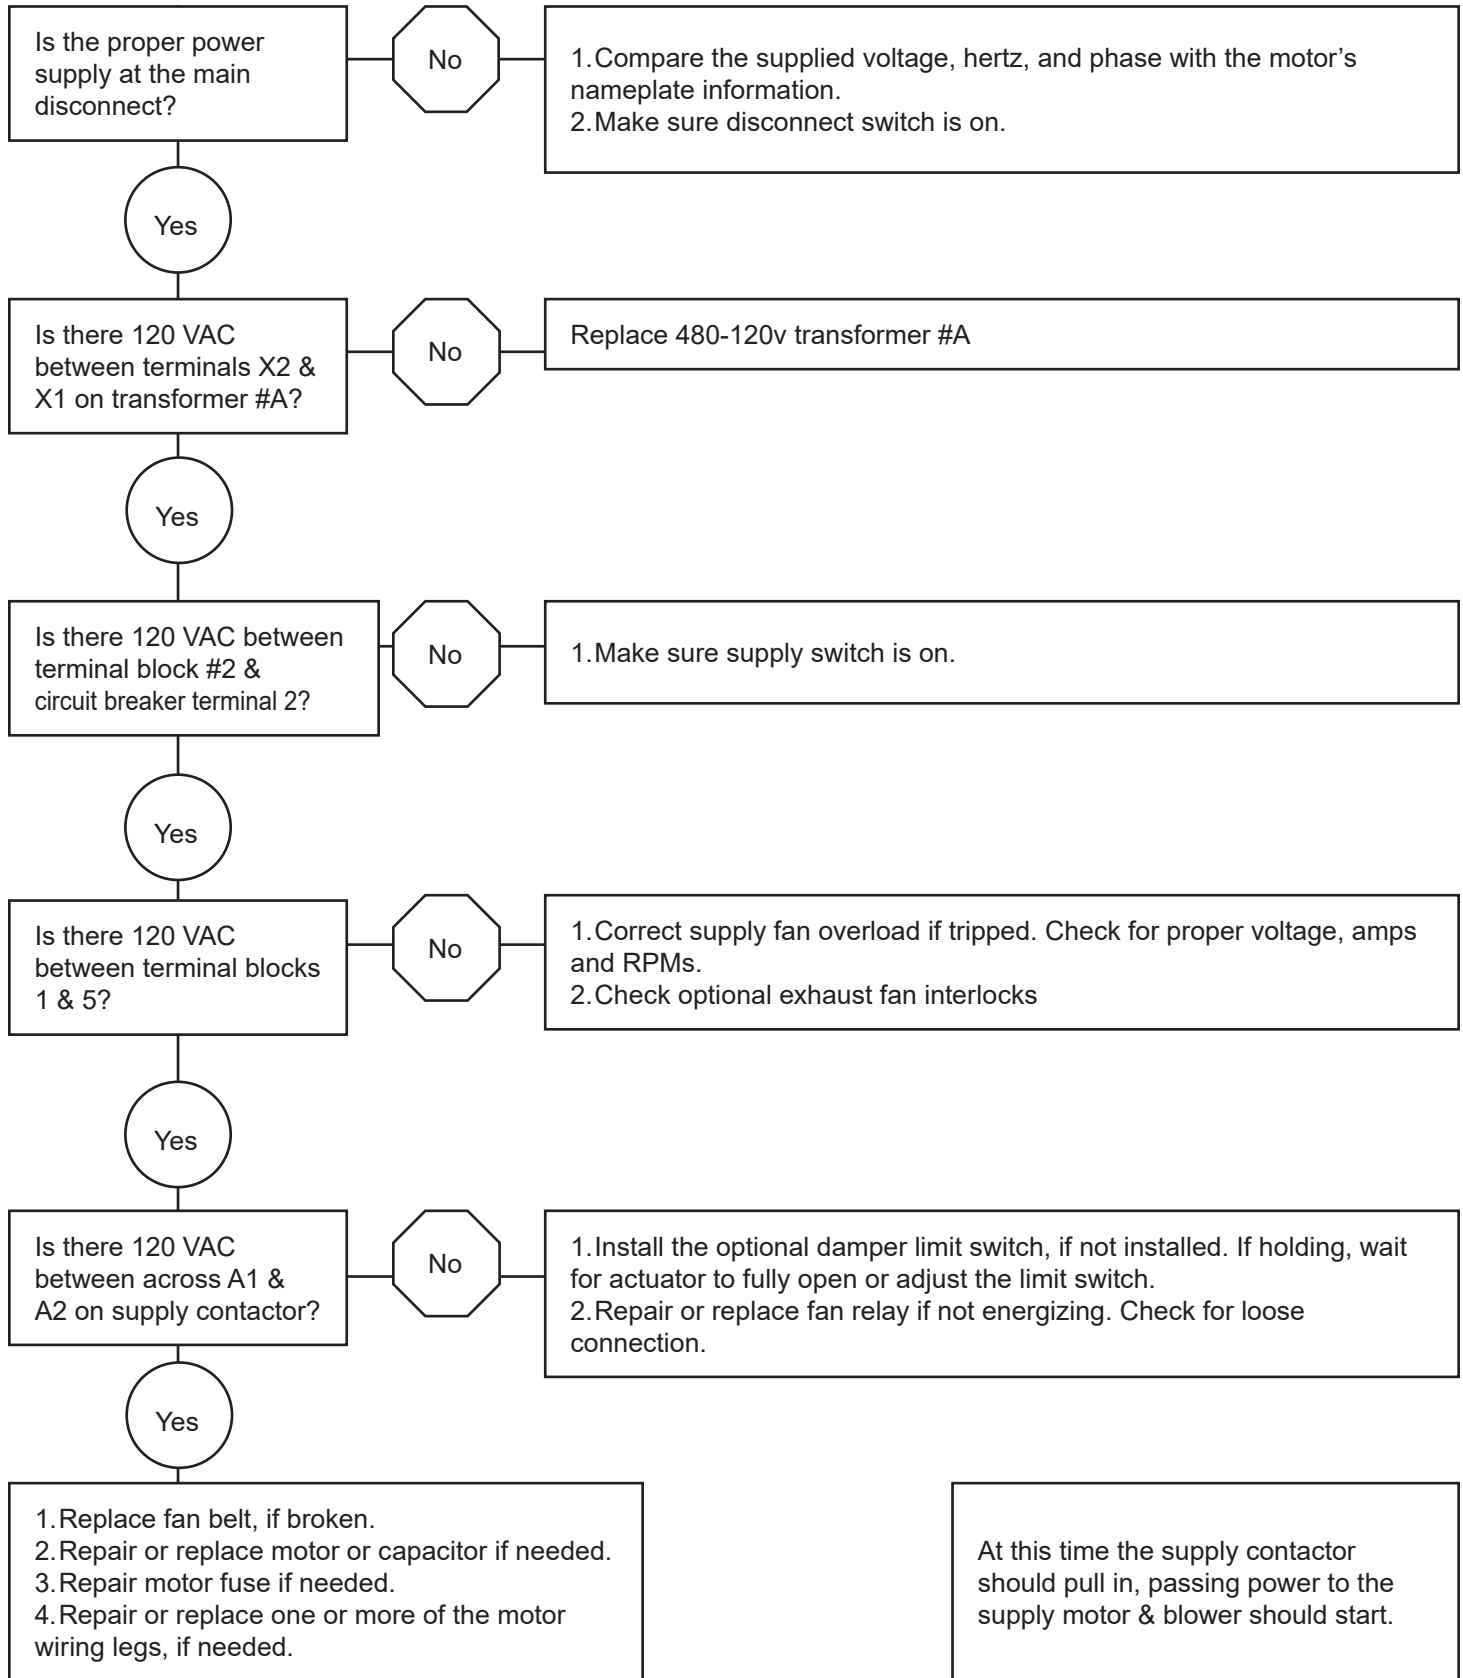 Is the proper power
supply at the main
disconnect?
No
1.Compare the supplied voltage, hertz, and phase with the motor’s
nameplate information.
2.Make sure disconnect switch is on.
Yes
Is there 120 VAC
between terminals X2 &
X1 on transformer #A?
No
Replace 480-120v transformer #A
Yes
Is there 120 VAC between
terminal block #2 &
circuit breaker terminal 2?
No
1.Make sure supply switch is on.
Yes
Is there 120 VAC
between terminal blocks
1 & 5?
No
1.Correct supply fan overload if tripped. Check for proper voltage, amps
and RPMs.
2.Check optional exhaust fan interlocks
Yes
Is there 120 VAC
between across A1 &
A2 on supply contactor?
No
1.Install the optional damper limit switch, if not installed. If holding, wait
for actuator to fully open or adjust the limit switch.
2.Repair or replace fan relay if not energizing. Check for loose
connection.
Yes
1.Replace fan belt, if broken.
2.Repair or replace motor or capacitor if needed.
3.Repair motor fuse if needed.
4.Repair or replace one or more of the motor
wiring legs, if needed.
At this time the supply contactor
should pull in, passing power to the
supply motor & blower should start.